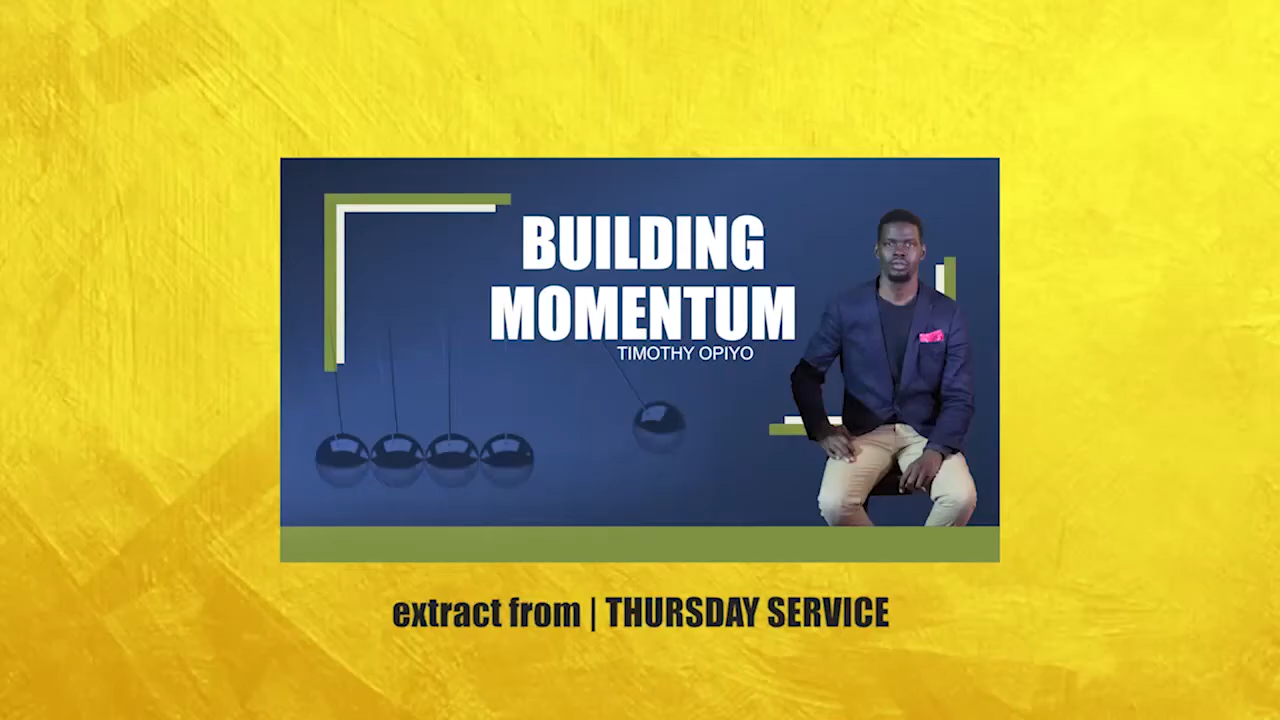 BUILDING
MOMENTUM
TIMOTHY OPIYO
extract from | THURSDAY SERVICE